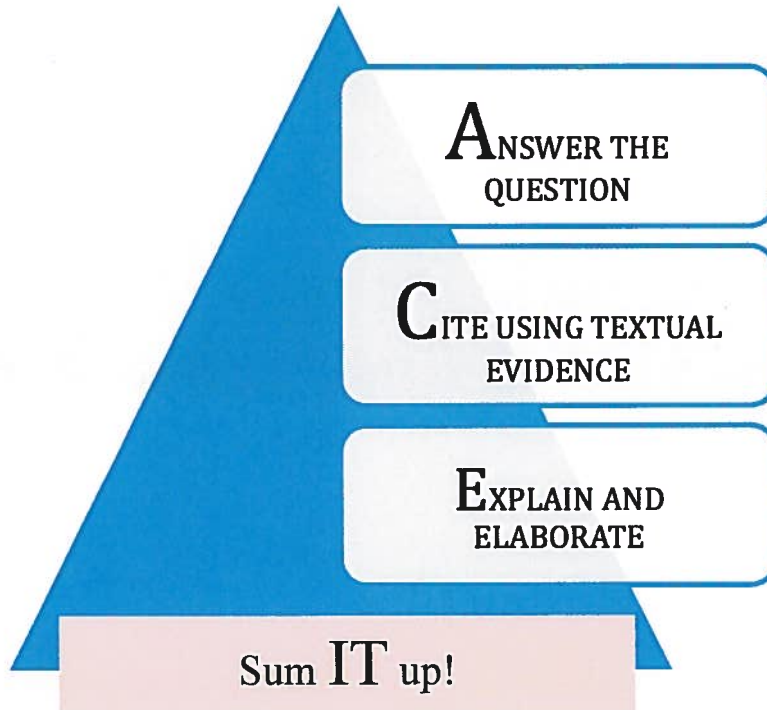 ANSWER THE
QUESTION
CITE USING TEXTUAL
EVIDENCE
EXPLAIN AND
ELABORATE
Sum IT up!